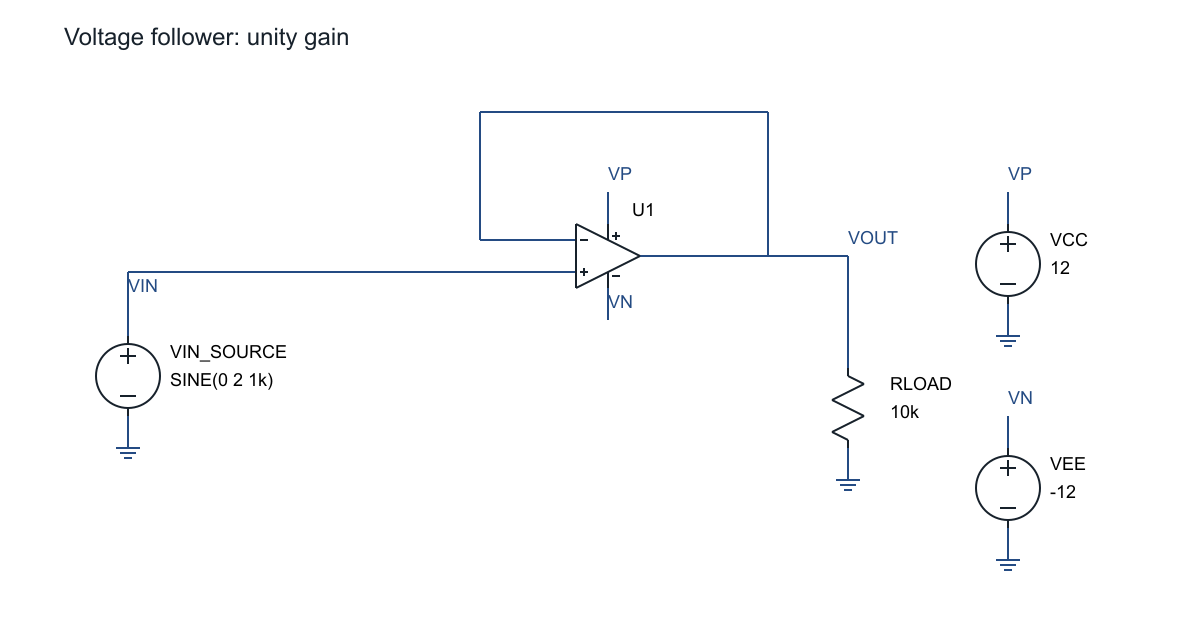 Voltage follower: unity gain
VP
VP
U1
VOUT
VCC
12
VIN
VN
VIN_SOURCE
SINE(0 2 1k)
RLOAD
10k
VN
VEE
-12